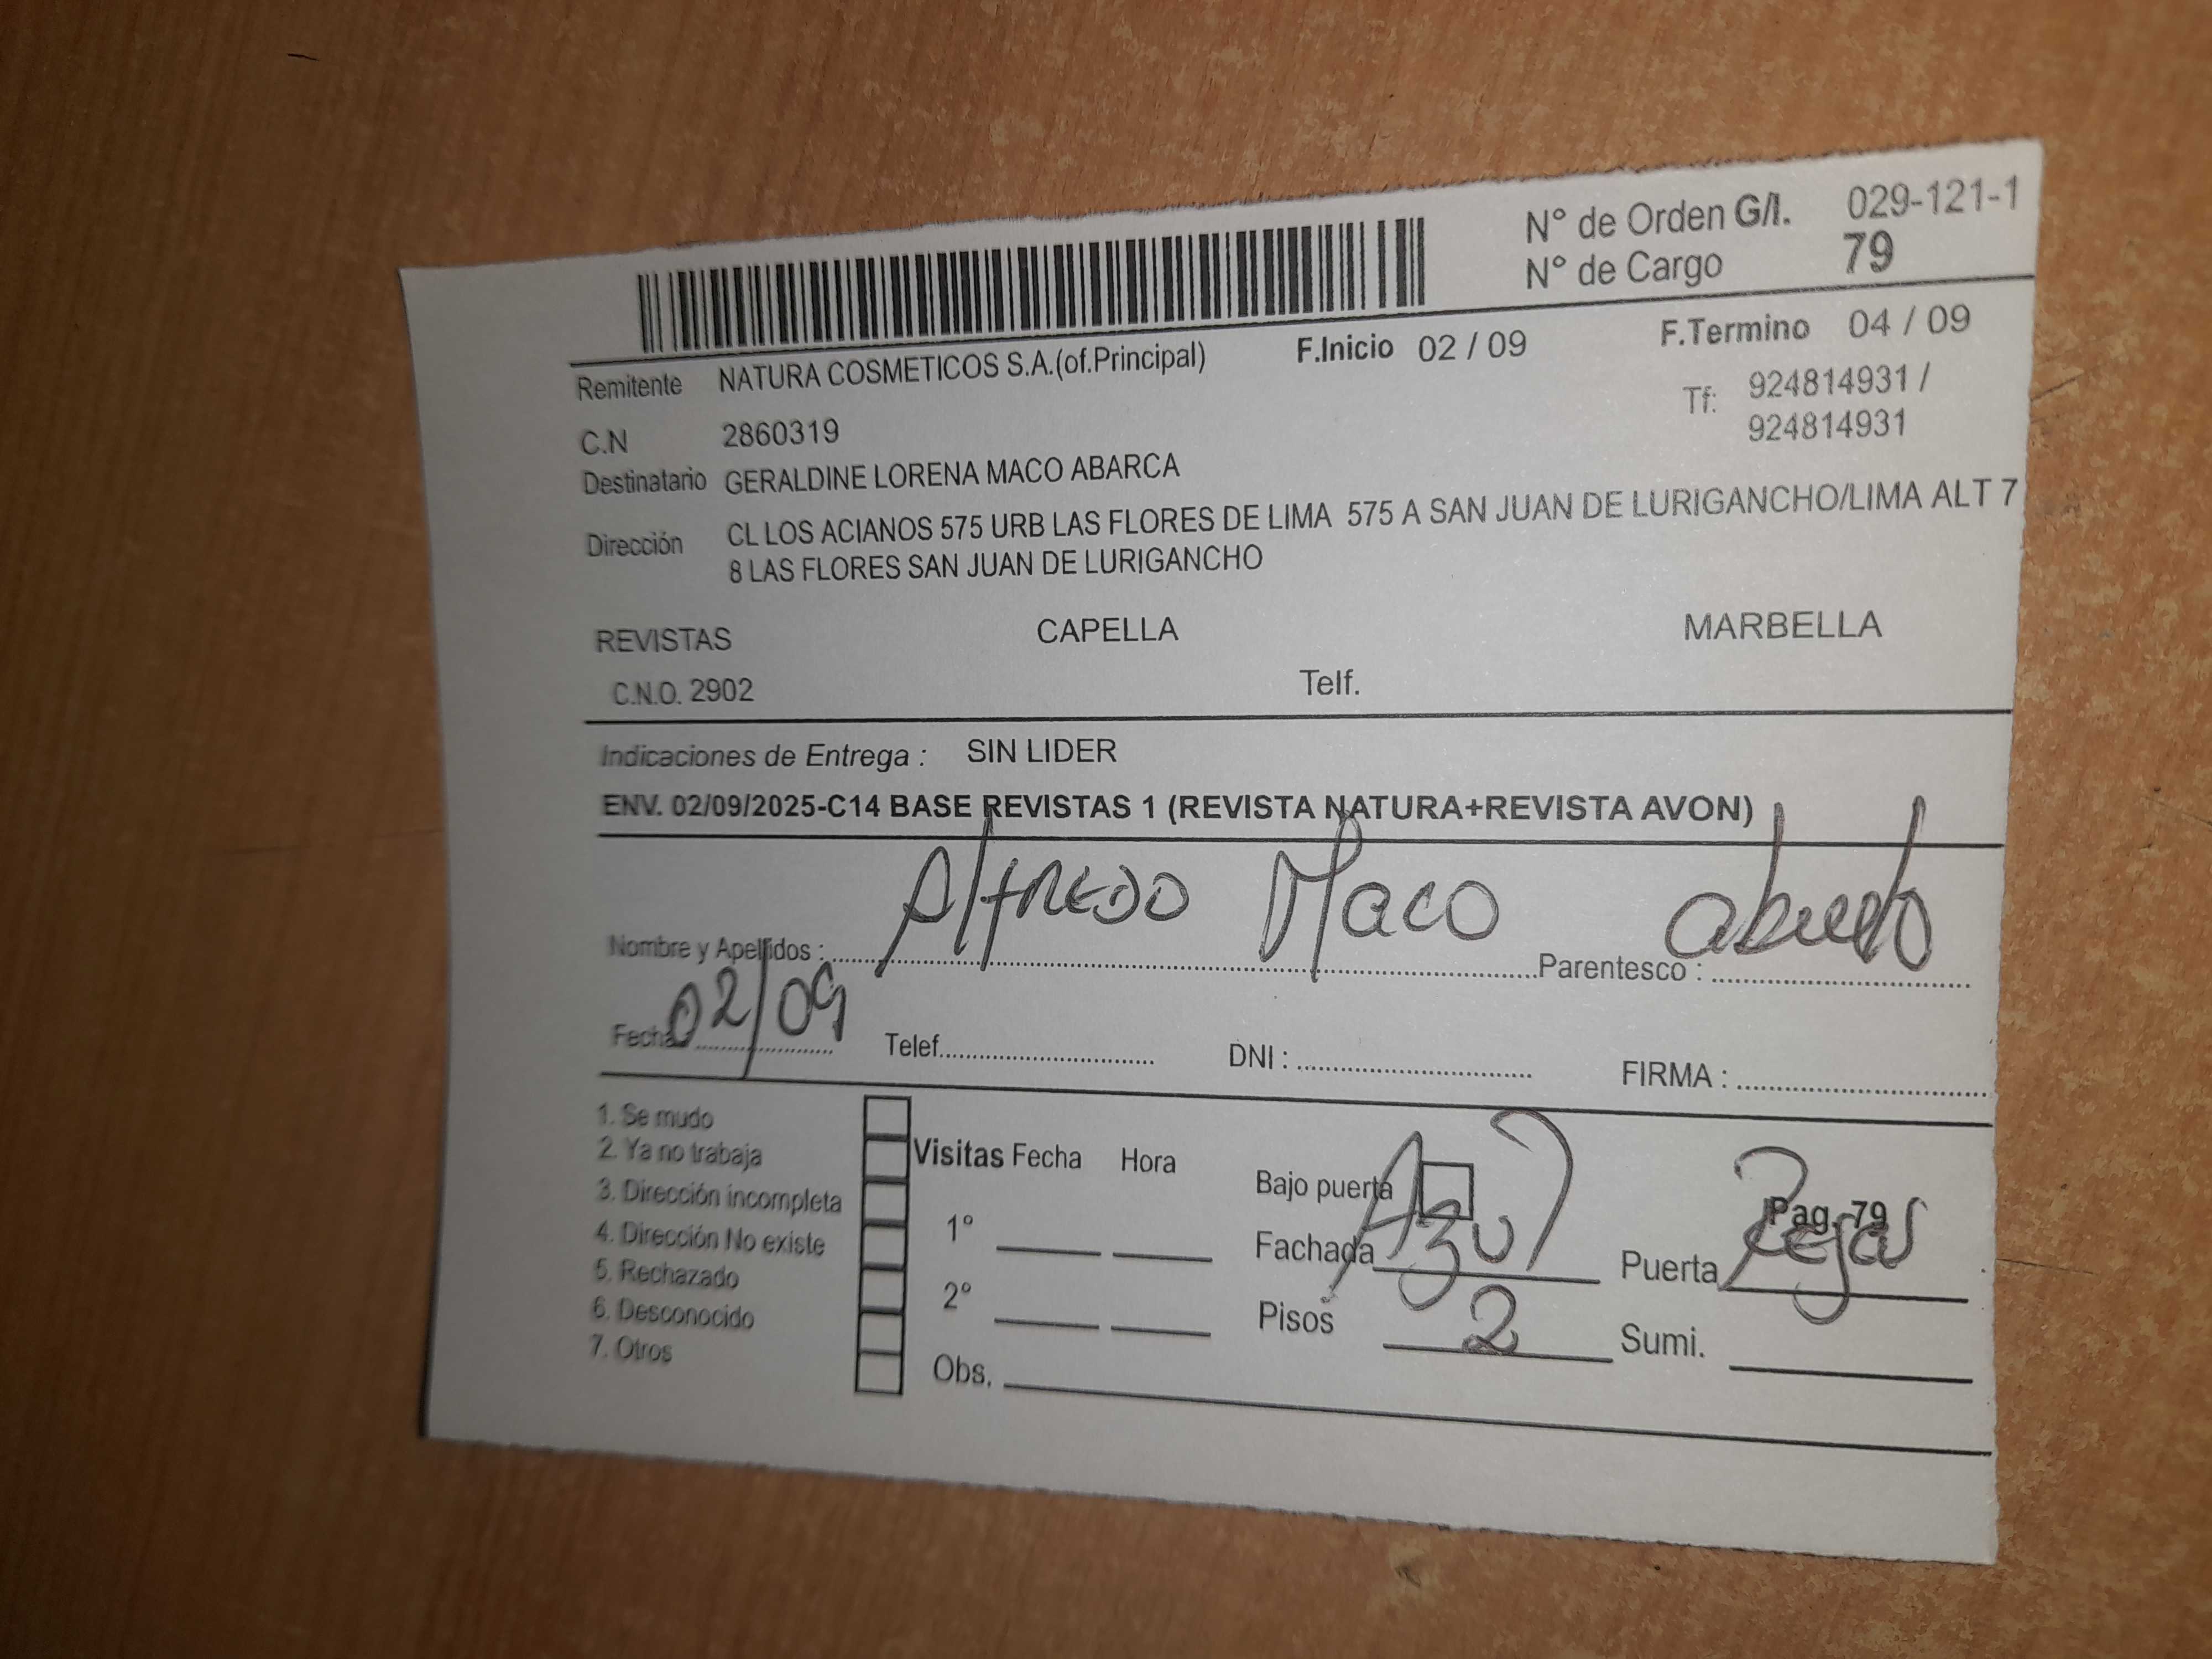 N° de Orden G/I. 029-121-1
N° de Cargo 79
Remitente NATURA COSMETICOS S.A.(of.Principal) F.Inicio 02 / 09 F.Termino 04 / 09
C.N 2860319 Tf: 924814931 /
924814931
Destinatario GERALDINE LORENA MACO ABARCA
Dirección CL LOS ACIANOS 575 URB LAS FLORES DE LIMA 575 A SAN JUAN DE LURIGANCHO/LIMA ALT 7
8 LAS FLORES SAN JUAN DE LURIGANCHO
REVISTAS CAPELLA MARBELLA
C.N.O. 2902 Telf.
Indicaciones de Entrega : SIN LIDER
ENV. 02/09/2025-C14 BASE REVISTAS 1 (REVISTA NATURA+REVISTA AVON)
Nombre y Apellidos : Alfredo Maco Parentesco : abuelo
Fecha 02/09 Telef. DNI : FIRMA :
1. Se mudo
2. Ya no trabaja
3. Dirección incompleta
4. Dirección No existe
5. Rechazado
6. Desconocido
7. Otros
Visitas Fecha Hora
1°
2°
Obs.
Bajo puerta
Fachada Azul Puerta Rejas
Pag. 79
Pisos 2 Sumi.